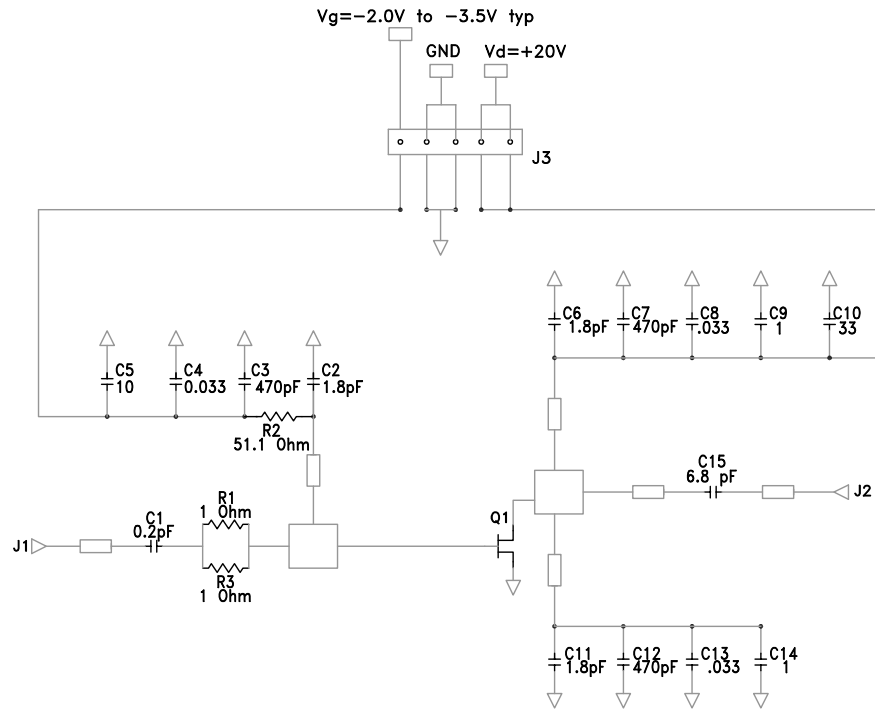 Vg=-2.0V to -3.5V typ
GND
Vd=+20V
J3
C6
1.8pF
C7
470pF
C8
.033
C9
1
C10
33
C5
10
C4
0.033
C3
470pF
C2
1.8pF
R2
51.1 Ohm
C15
6.8 pF
J2
R1
1 Ohm
C1
0.2pF
J1
Q1
R3
1 Ohm
C11
1.8pF
C12
470pF
C13
.033
C14
1